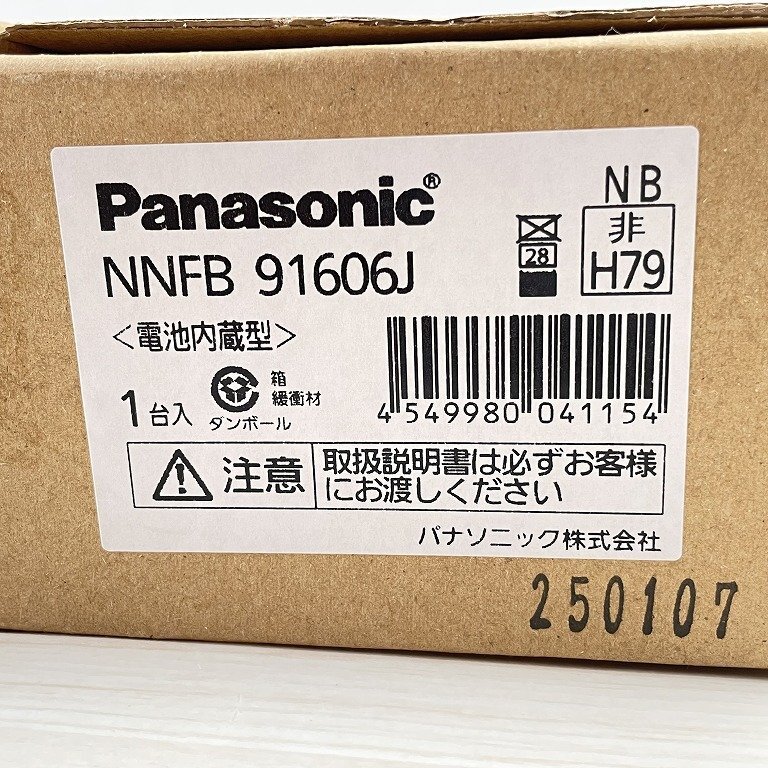 Panasonic®
NNFB 91606J
NB
28
非
H79
<電池内蔵型>
1台入
箱
緩衝材
ダンボール
4 549980 041154
注意
取扱説明書は必ずお客様
にお渡しください
パナソニック株式会社
250107